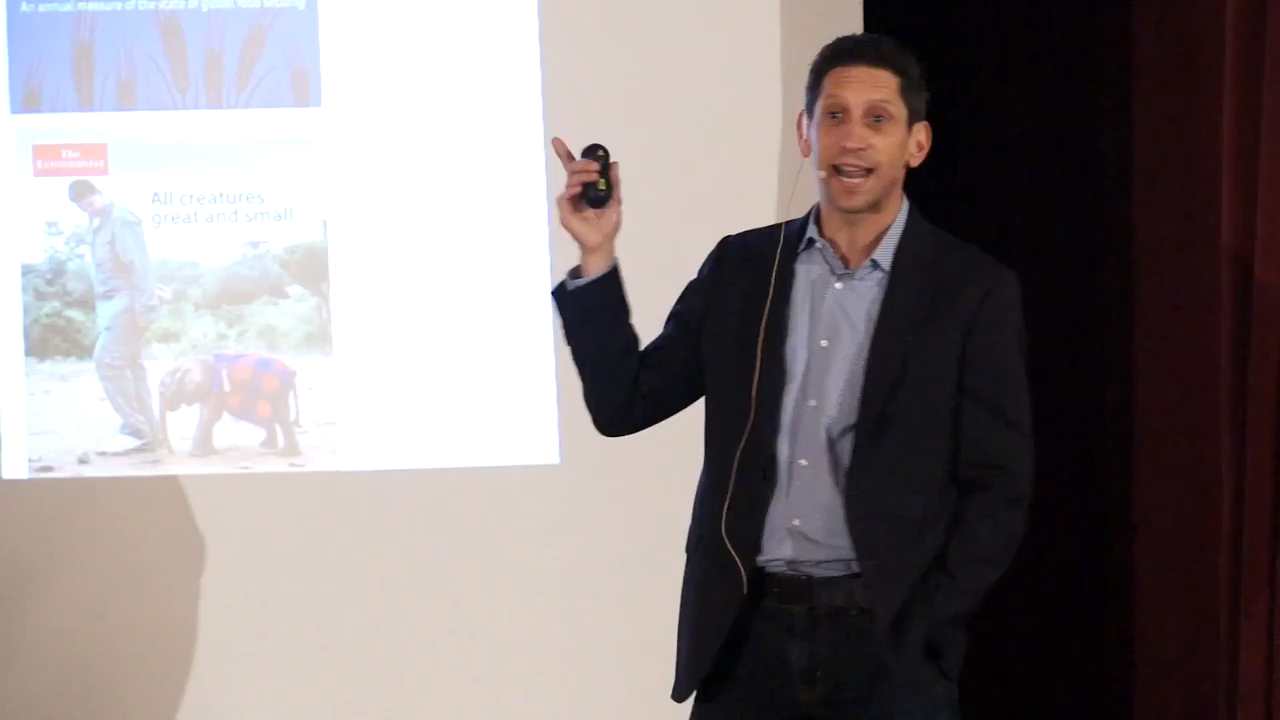 An annual measure of the state of global food security
The
Economist
All creatures
great and small